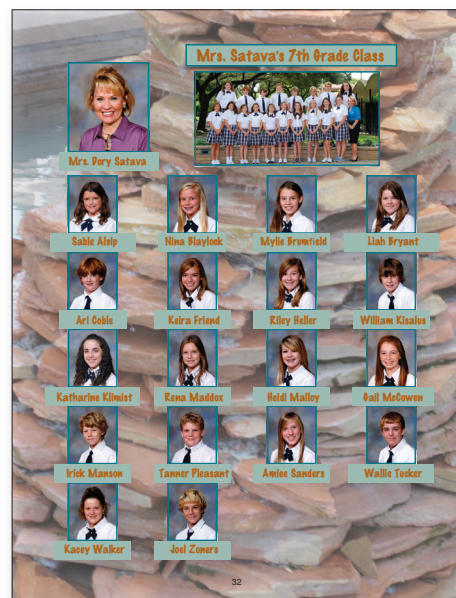 Mrs. Satava's 7th Grade Class
Mrs. Dory Satava
Sable Alsip
Nina Blaylock
Mylie Brumfield
Liah Bryant
Ari Coble
Keira Friend
Riley Heller
William Kisalus
Katharine Klimist
Rena Maddox
Heidi Malloy
Gail McCowen
Irick Manson
Tanner Pleasant
Amiee Sanders
Wallie Tucker
Kacey Walker
Joel Zoners
32